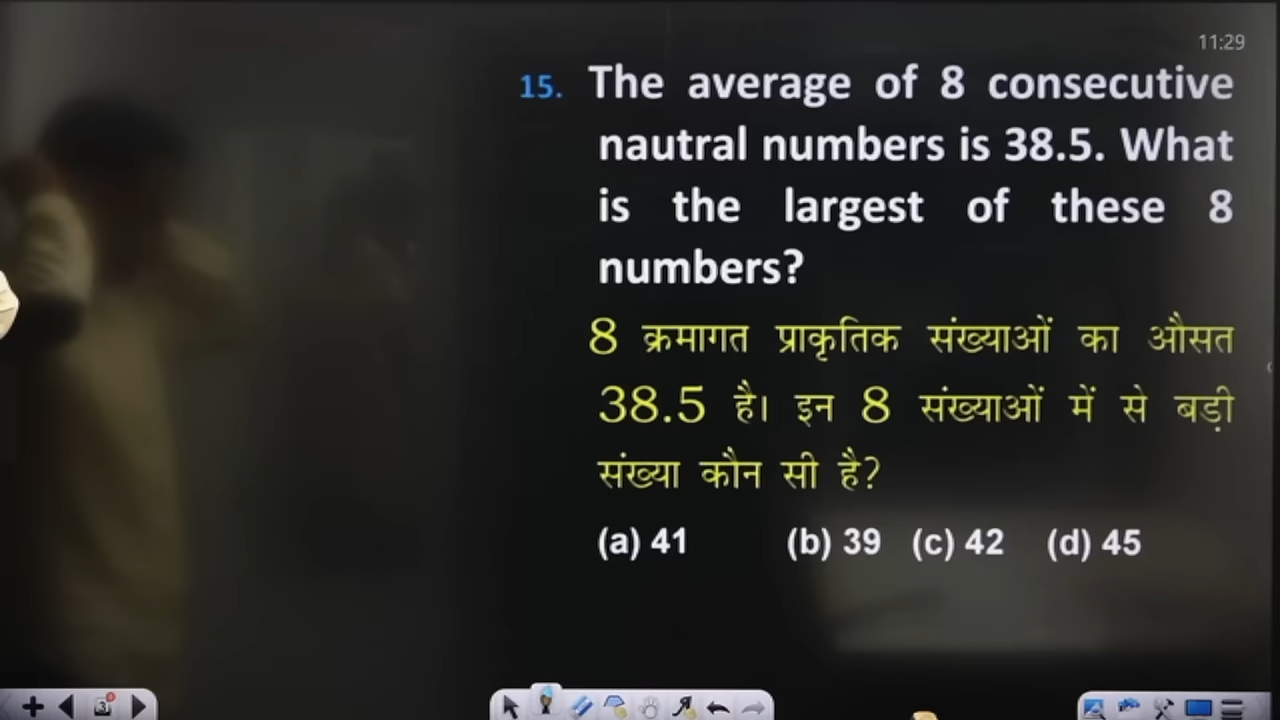 11:29
15. The average of 8 consecutive
nautral numbers is 38.5. What
is the largest of these 8
numbers?
8 क्रमागत प्राकृतिक संख्याओं का औसत
38.5 है। इन 8 संख्याओं में से बड़ी
संख्या कौन सी है?
(a) 41 (b) 39 (c) 42 (d) 45